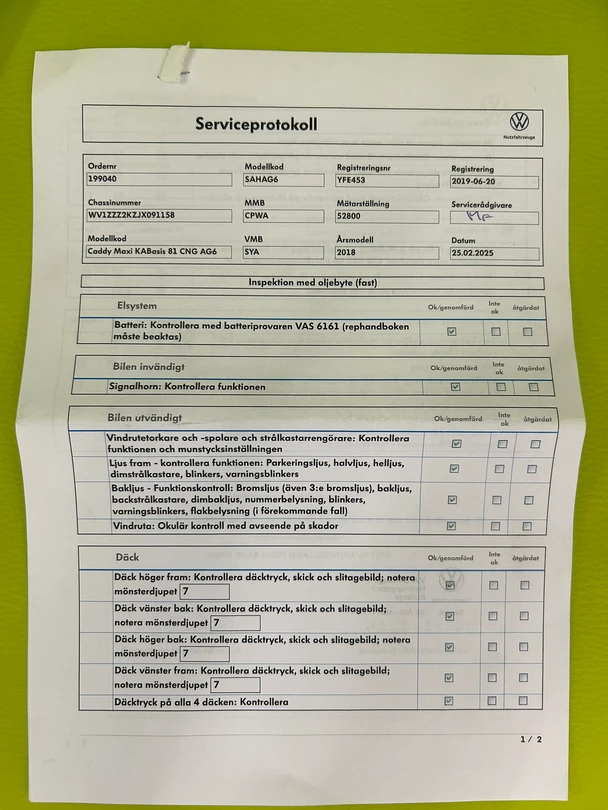 Serviceprotokoll
Nutzfahrzeuge
Ordernr
199040
Modellkod
SAHAG6
Registreringsnr
YFE453
Registrering
2019-06-20
Chassinummer
WV1ZZZ2KZJX091158
MMB
CPWA
Mätarställning
52800
Servicerådgivare
Modellkod
Caddy Maxi KABasis 81 CNG AG6
VMB
SYA
Årsmodell
2018
Datum
25.02.2025
Inspektion med oljebyte (fast)
Elsystem Ok/genomförd Inte ok åtgärdat
Batteri: Kontrollera med batteriprovaren VAS 6161 (rephandboken
måste beaktas)
Bilen invändigt Ok/genomförd Inte ok åtgärdat
Signalhorn: Kontrollera funktionen
Bilen utvändigt Ok/genomförd Inte ok åtgärdat
Vindrutetorkare och -spolare och strålkastarrengörare: Kontrollera
funktionen och munstycksinställningen
Ljus fram - kontrollera funktionen: Parkeringsljus, halvljus, helljus,
dimstrålkastare, blinkers, varningsblinkers
Bakljus - Funktionskontroll: Bromsljus (även 3:e bromsljus), bakljus,
backstrålkastare, dimbakljus, nummerbelysning, blinkers,
varningsblinkers, flakbelysning (i förekommande fall)
Vindruta: Okulär kontroll med avseende på skador
Däck Ok/genomförd Inte ok åtgärdat
Däck höger fram: Kontrollera däcktryck, skick och slitagebild; notera
mönsterdjupet 7
Däck vänster bak: Kontrollera däcktryck, skick och slitagebild;
notera mönsterdjupet 7
Däck höger bak: Kontrollera däcktryck, skick och slitagebild; notera
mönsterdjupet 7
Däck vänster fram: Kontrollera däcktryck, skick och slitagebild;
notera mönsterdjupet 7
Däcktryck på alla 4 däcken: Kontrollera
1 / 2